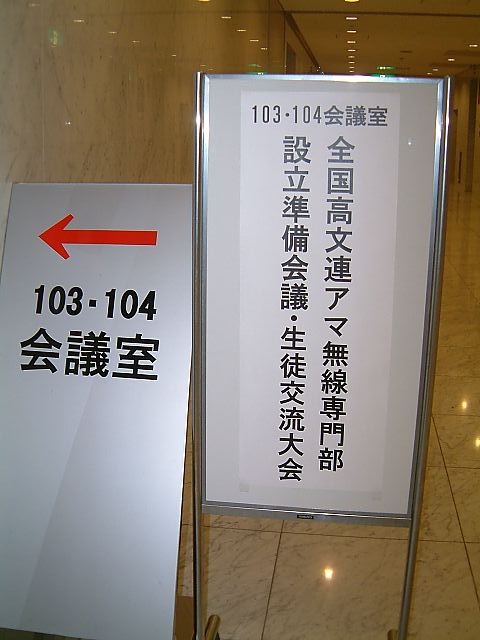 103・104
会議室
103・104会議室
全国高文連アマ無線専門部
設立準備会議・生徒交流大会